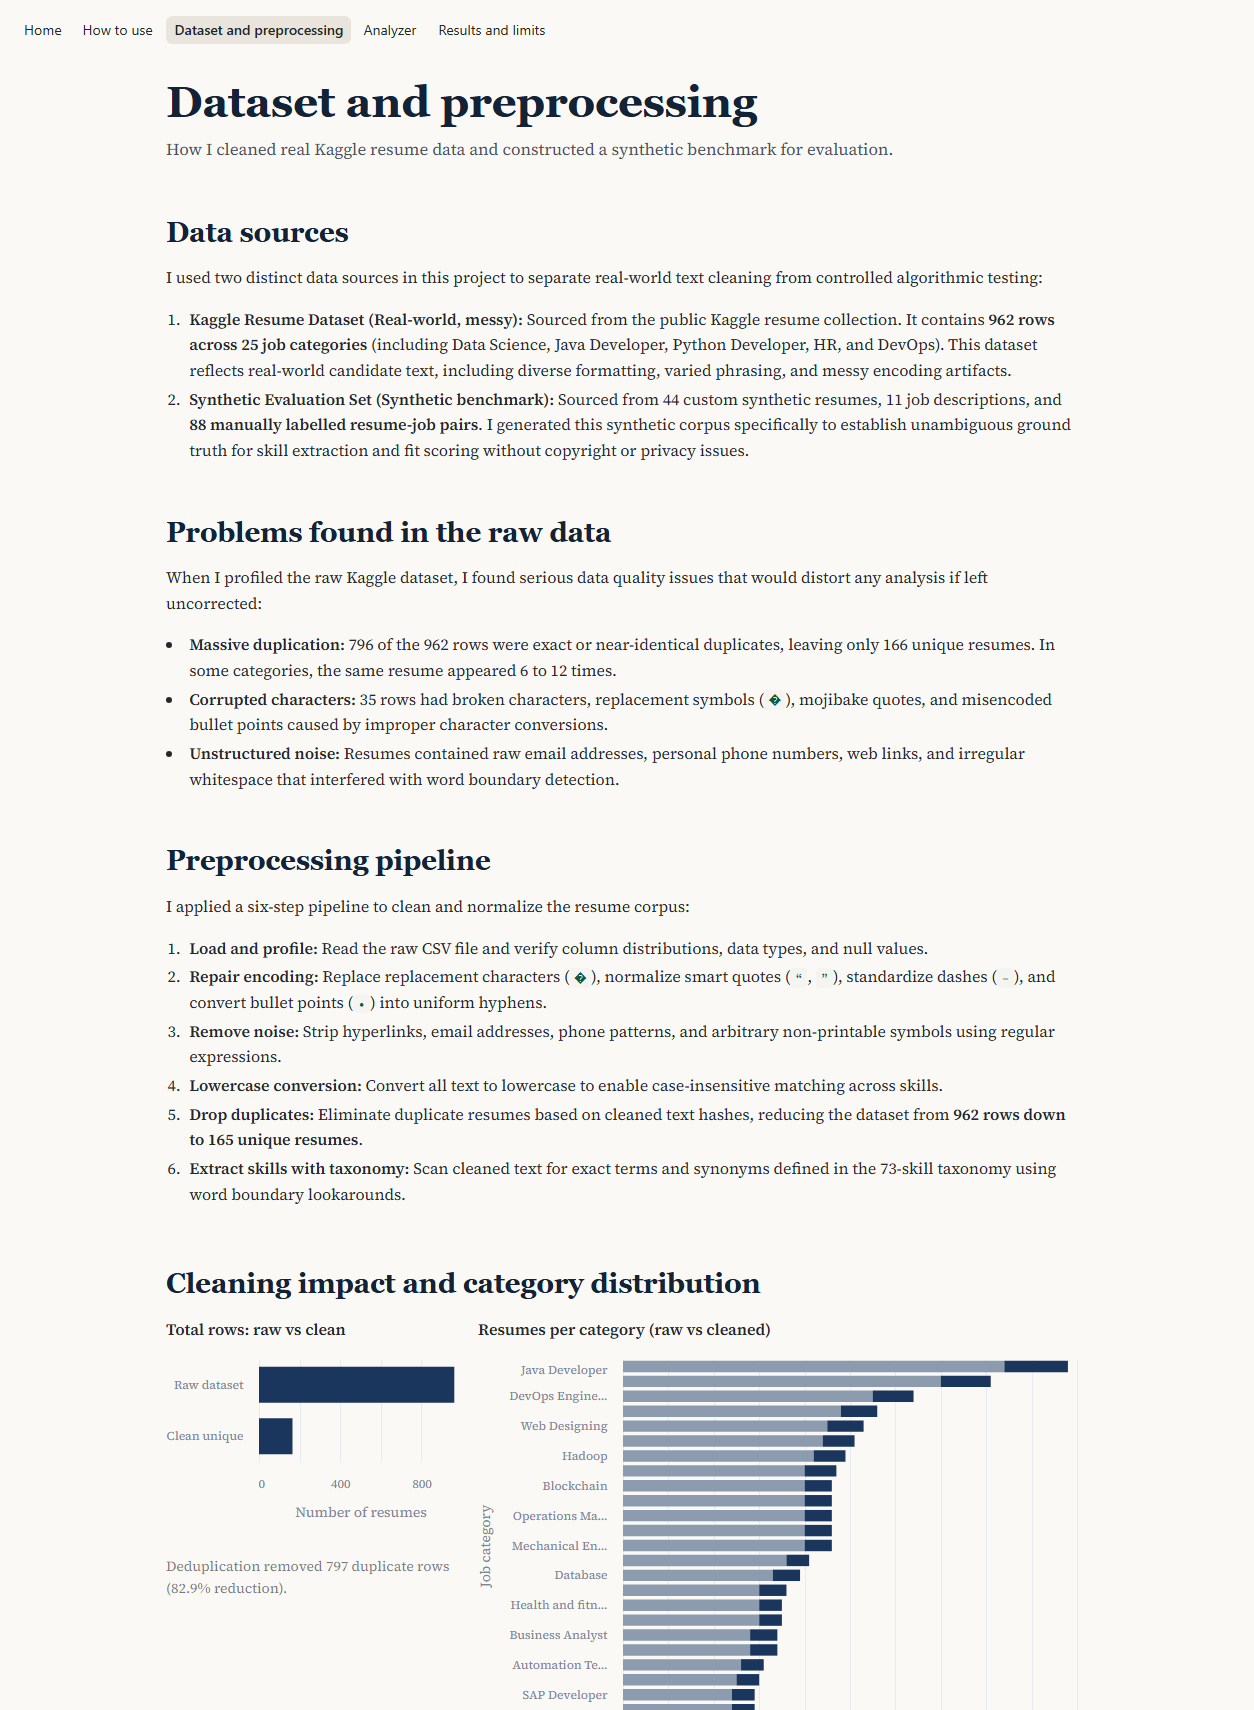 Home How to use Dataset and preprocessing Analyzer Results and limits
Dataset and preprocessing
How I cleaned real Kaggle resume data and constructed a synthetic benchmark for evaluation.
Data sources
I used two distinct data sources in this project to separate real-world text cleaning from controlled algorithmic testing:
1. Kaggle Resume Dataset (Real-world, messy): Sourced from the public Kaggle resume collection. It contains 962 rows
across 25 job categories (including Data Science, Java Developer, Python Developer, HR, and DevOps). This dataset
reflects real-world candidate text, including diverse formatting, varied phrasing, and messy encoding artifacts.
2. Synthetic Evaluation Set (Synthetic benchmark): Sourced from 44 custom synthetic resumes, 11 job descriptions, and
88 manually labelled resume-job pairs. I generated this synthetic corpus specifically to establish unambiguous ground
truth for skill extraction and fit scoring without copyright or privacy issues.
Problems found in the raw data
When I profiled the raw Kaggle dataset, I found serious data quality issues that would distort any analysis if left
uncorrected:
• Massive duplication: 796 of the 962 rows were exact or near-identical duplicates, leaving only 166 unique resumes. In
some categories, the same resume appeared 6 to 12 times.
• Corrupted characters: 35 rows had broken characters, replacement symbols ( � ), mojibake quotes, and misencoded
bullet points caused by improper character conversions.
• Unstructured noise: Resumes contained raw email addresses, personal phone numbers, web links, and irregular
whitespace that interfered with word boundary detection.
Preprocessing pipeline
I applied a six-step pipeline to clean and normalize the resume corpus:
1. Load and profile: Read the raw CSV file and verify column distributions, data types, and null values.
2. Repair encoding: Replace replacement characters ( � ), normalize smart quotes ( “ , ” ), standardize dashes ( – ), and
convert bullet points ( • ) into uniform hyphens.
3. Remove noise: Strip hyperlinks, email addresses, phone patterns, and arbitrary non-printable symbols using regular
expressions.
4. Lowercase conversion: Convert all text to lowercase to enable case-insensitive matching across skills.
5. Drop duplicates: Eliminate duplicate resumes based on cleaned text hashes, reducing the dataset from 962 rows down
to 165 unique resumes.
6. Extract skills with taxonomy: Scan cleaned text for exact terms and synonyms defined in the 73-skill taxonomy using
word boundary lookarounds.
Cleaning impact and category distribution
Total rows: raw vs clean
Raw dataset
Clean unique
0 400 800
Number of resumes
Deduplication removed 797 duplicate rows
(82.9% reduction).
Resumes per category (raw vs cleaned)
Job category
Java Developer
DevOps Engine...
Web Designing
Hadoop
Blockchain
Operations Ma...
Mechanical En...
Database
Health and fitn...
Business Analyst
Automation Te...
SAP Developer